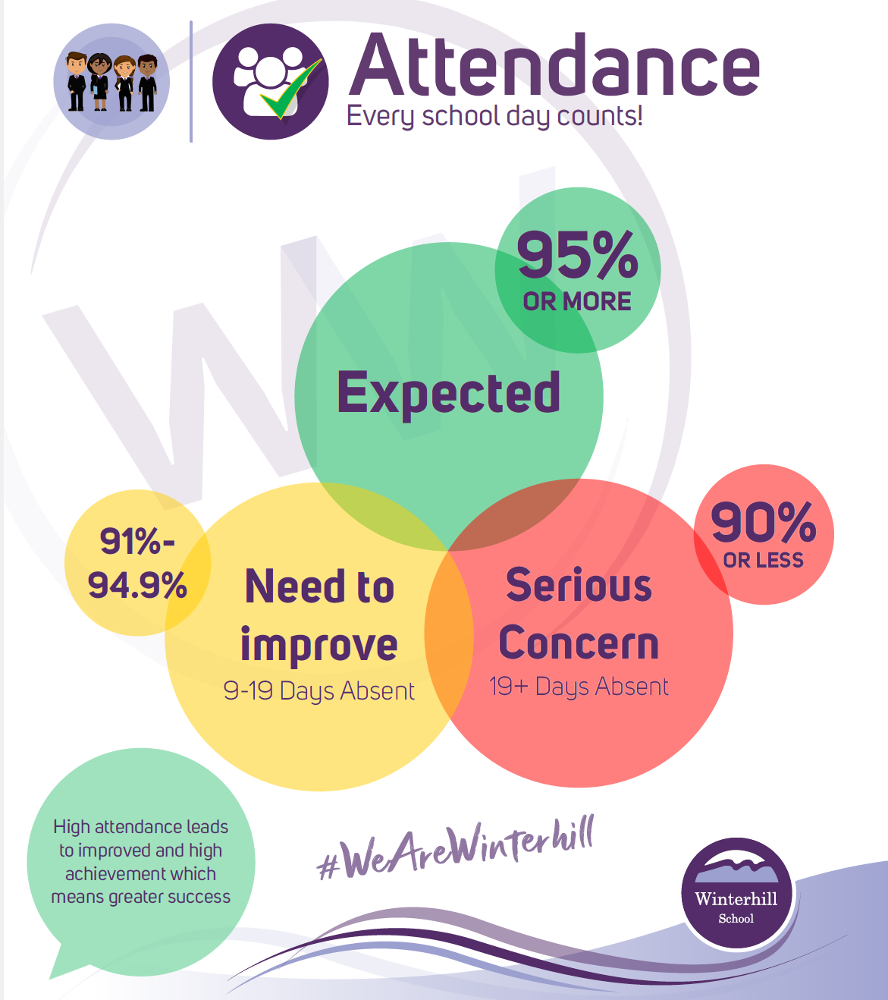 Attendance
Every school day counts!
95%
OR MORE
Expected
91%-
94.9%
Need to
improve
9-19 Days Absent
90%
OR LESS
Serious
Concern
19+ Days Absent
High attendance leads
to improved and high
achievement which
means greater success
#WeAreWinterhill
Winterhill
School
W W